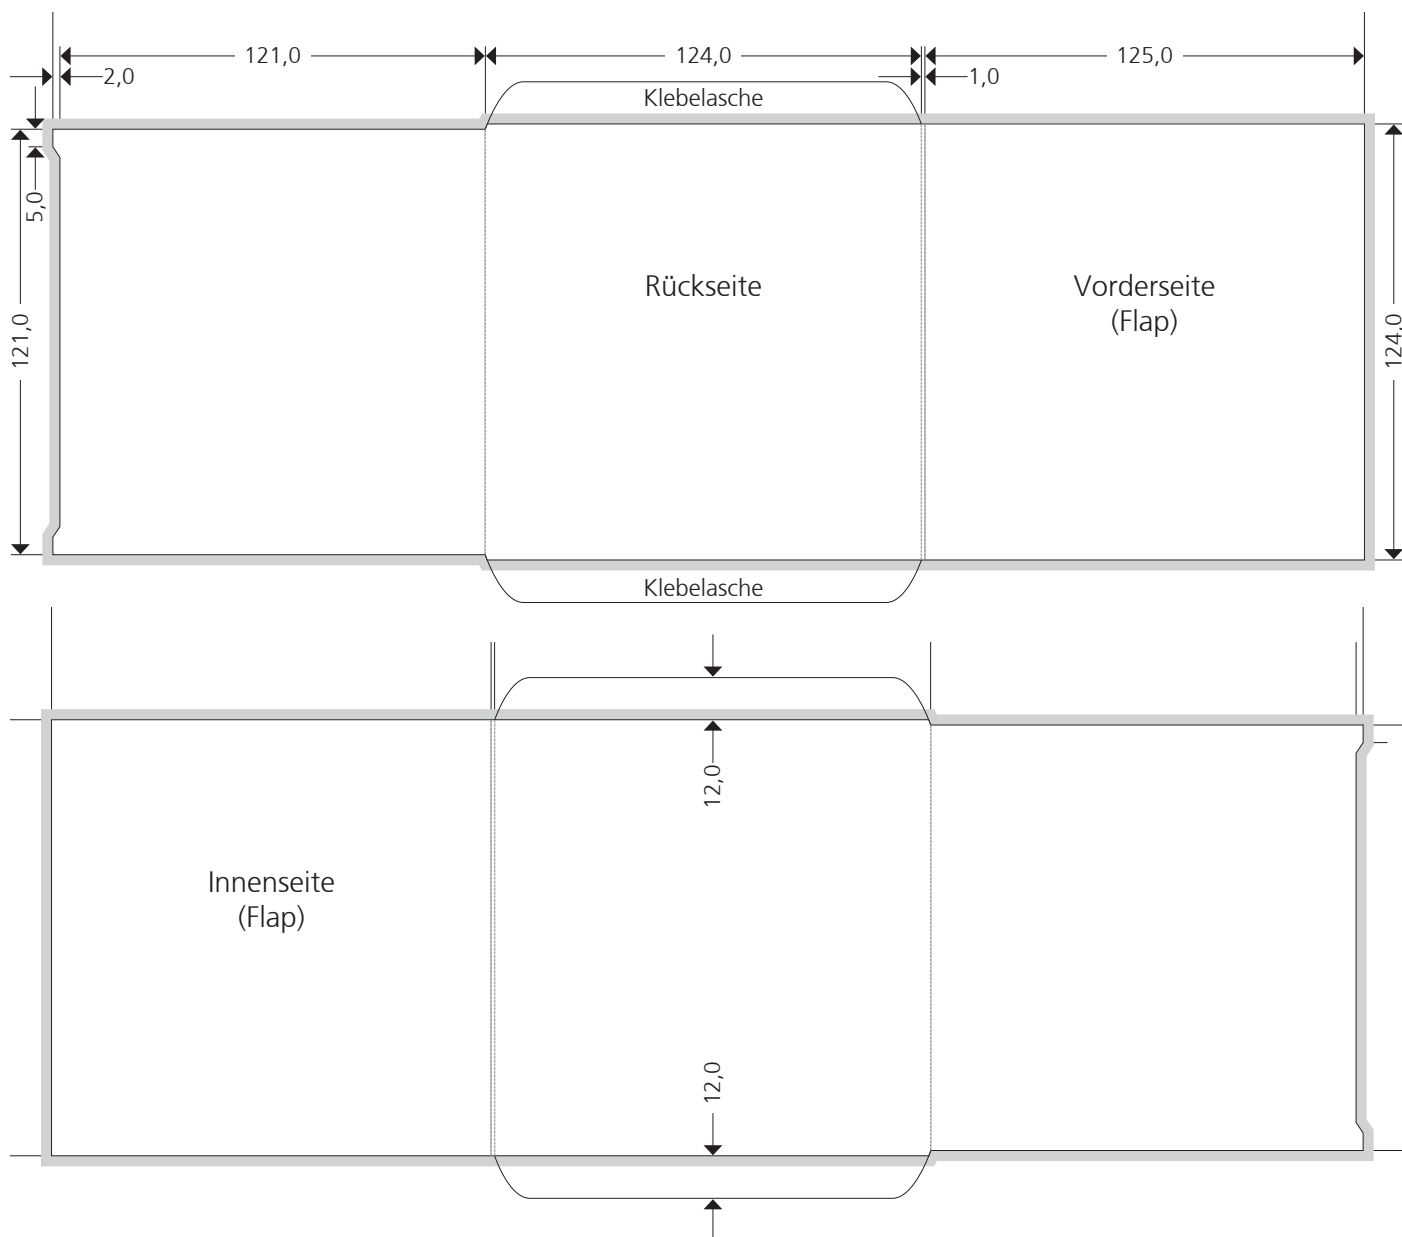 121,0
124,0
125,0
2,0
1,0
Klebelasche
5,0
121,0
Rückseite
Vorderseite
(Flap)
124,0
Klebelasche
12,0
Innenseite
(Flap)
12,0